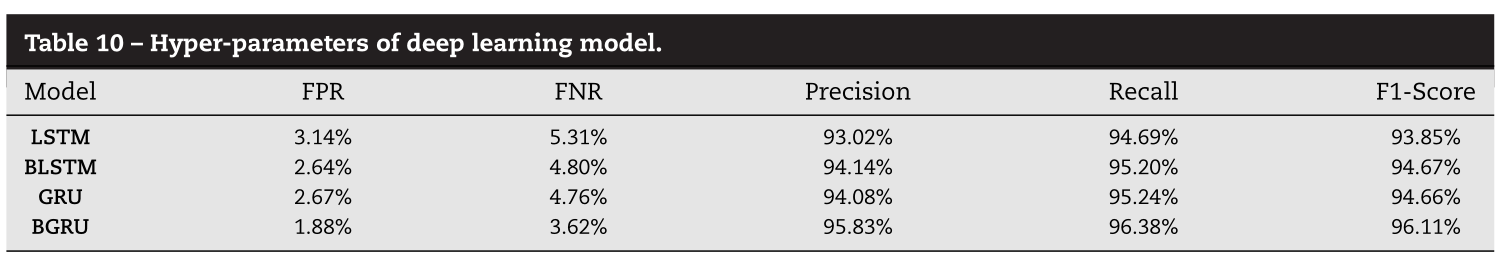 Table 10 – Hyper-parameters of deep learning model.
Model FPR FNR Precision Recall F1-Score
LSTM 3.14% 5.31% 93.02% 94.69% 93.85%
BLSTM 2.64% 4.80% 94.14% 95.20% 94.67%
GRU 2.67% 4.76% 94.08% 95.24% 94.66%
BGRU 1.88% 3.62% 95.83% 96.38% 96.11%